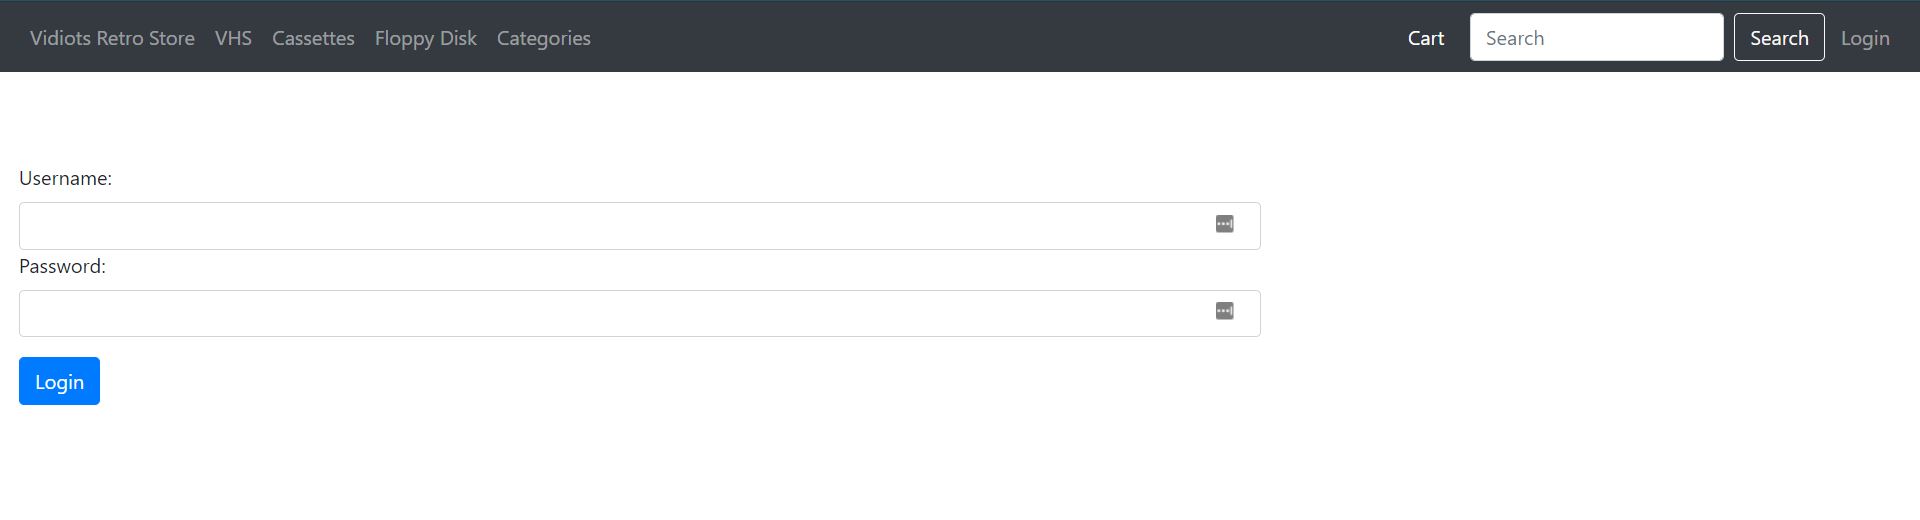 Vidiots Retro Store VHS Cassettes Floppy Disk Categories Cart Search Search Login
Username:
Password:
Login